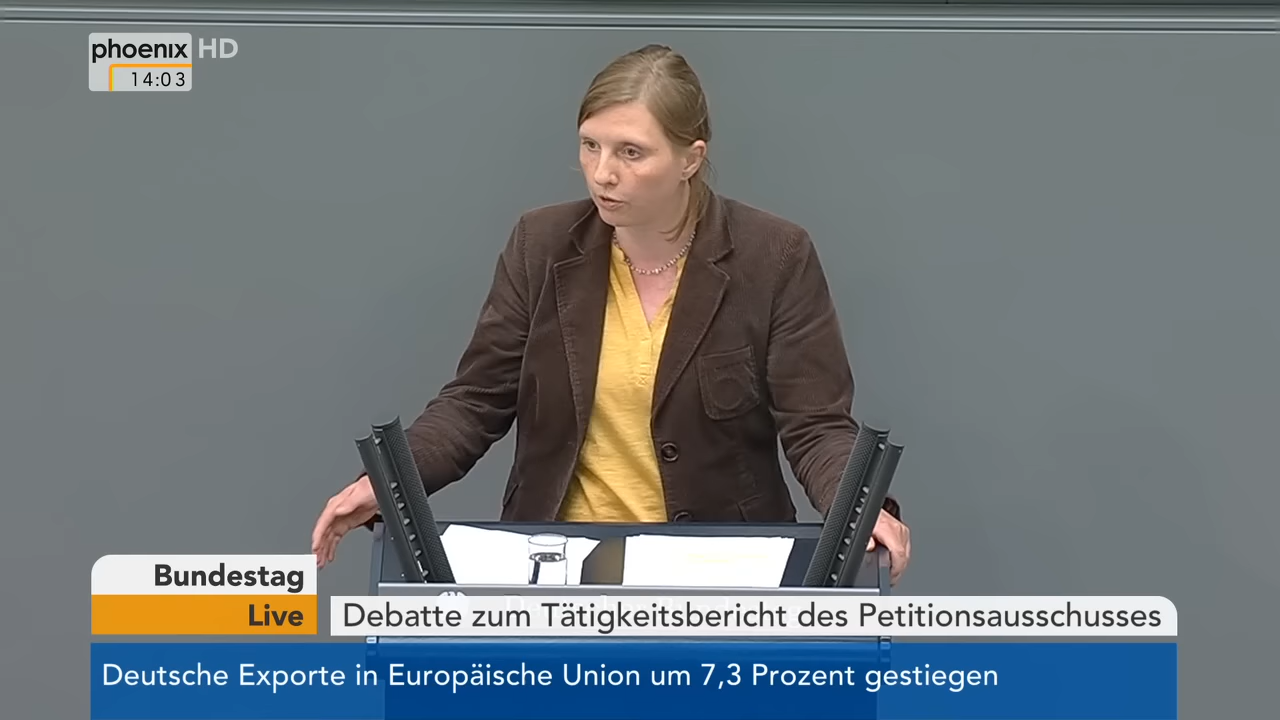 phoenix HD
14:03
Bundestag
Live
Debatte zum Tätigkeitsbericht des Petitionsausschusses
Deutsche Exporte in Europäische Union um 7,3 Prozent gestiegen